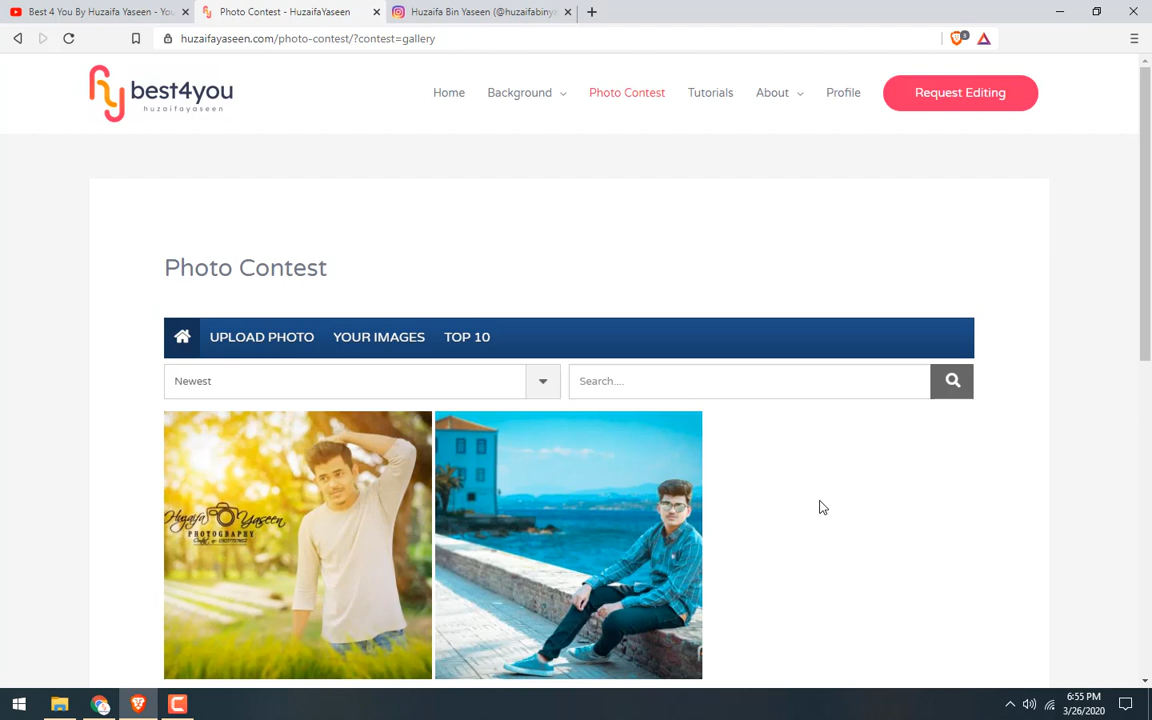 Best 4 You By Huzaifa Yaseen - You
Photo Contest - HuzaifaYaseen
Huzaifa Bin Yaseen (@huzaifabinya
huzaifayaseen.com/photo-contest/?contest=gallery
3
best4you
huzaifayaseen
Home
Background
Photo Contest
Tutorials
About
Profile
Request Editing
Photo Contest
UPLOAD PHOTO
YOUR IMAGES
TOP 10
Newest
Search....
Huzaifa Yaseen
PHOTOGRAPHY
6:55 PM
3/26/2020